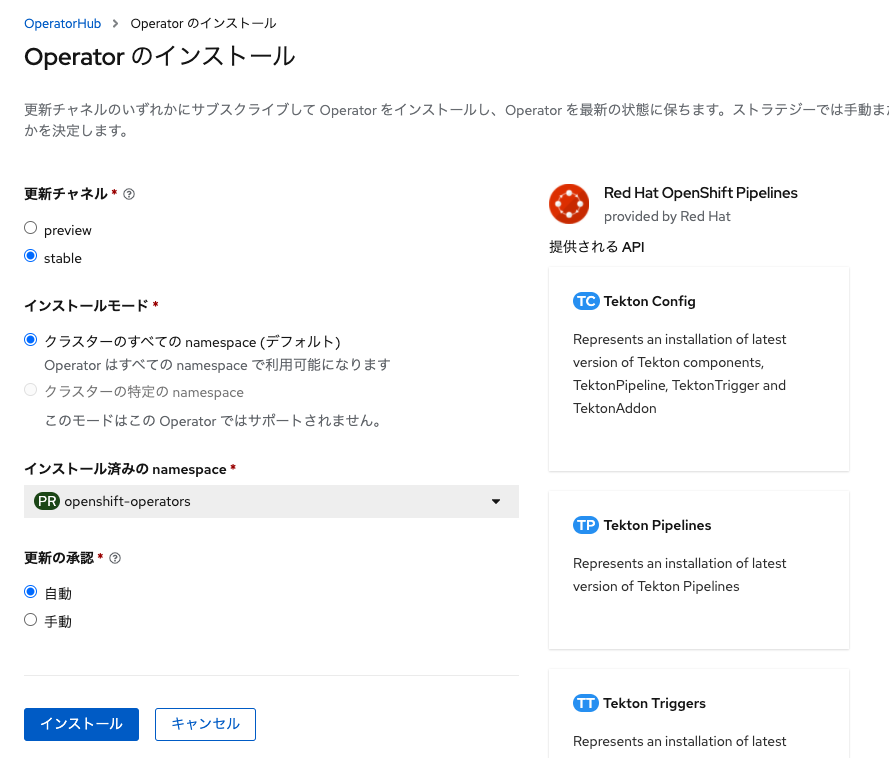 OperatorHub > Operator のインストール
Operator のインストール
更新チャネルのいずれかにサブスクライブして Operator をインストールし、Operator を最新の状態に保ちます。ストラテジーでは手動ま
かを決定します。
更新チャネル *
preview
stable
インストールモード *
クラスターのすべての namespace (デフォルト)
Operator はすべての namespace で利用可能になります
クラスターの特定の namespace
このモードはこの Operator ではサポートされません。
インストール済みの namespace *
PR openshift-operators
更新の承認 *
自動
手動
インストール
キャンセル
Red Hat OpenShift Pipelines
provided by Red Hat
提供される API
TC Tekton Config
Represents an installation of latest
version of Tekton components,
TektonPipeline, TektonTrigger and
TektonAddon
TP Tekton Pipelines
Represents an installation of latest
version of Tekton Pipelines
TT Tekton Triggers
Represents an installation of latest